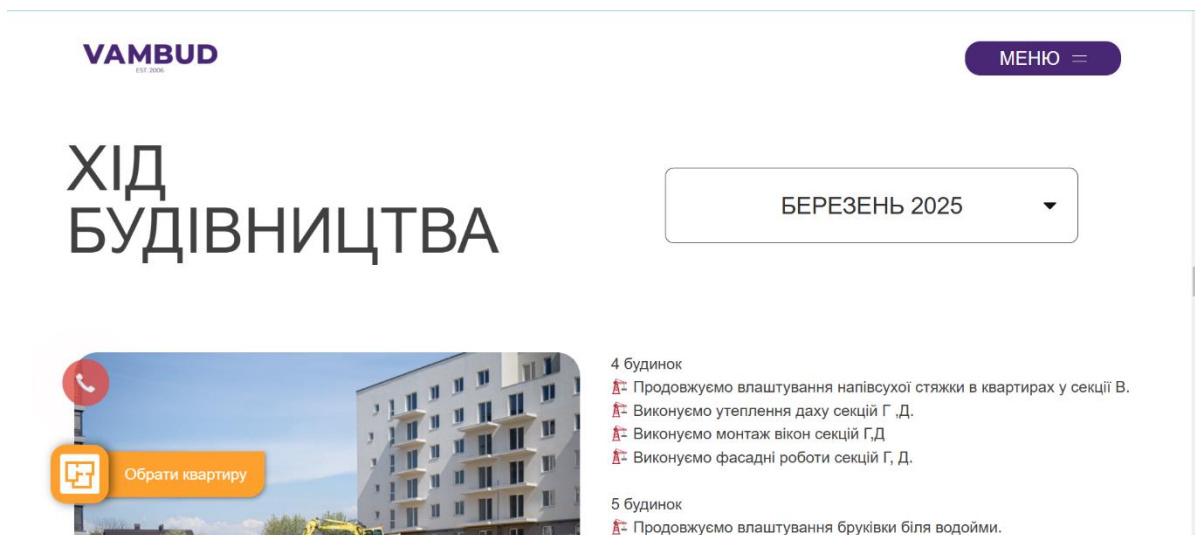 VAMBUD
EST. 2006
МЕНЮ
ХІД
БУДІВНИЦТВА
БЕРЕЗЕНЬ 2025
4 будинок
Продовжуємо влаштування напівсухої стяжки в квартирах у секції В.
Виконуємо утеплення даху секцій Г ,Д.
Виконуємо монтаж вікон секцій Г,Д
Виконуємо фасадні роботи секцій Г, Д.
Обрати квартиру
5 будинок
Продовжуємо влаштування бруківки біля водойми.